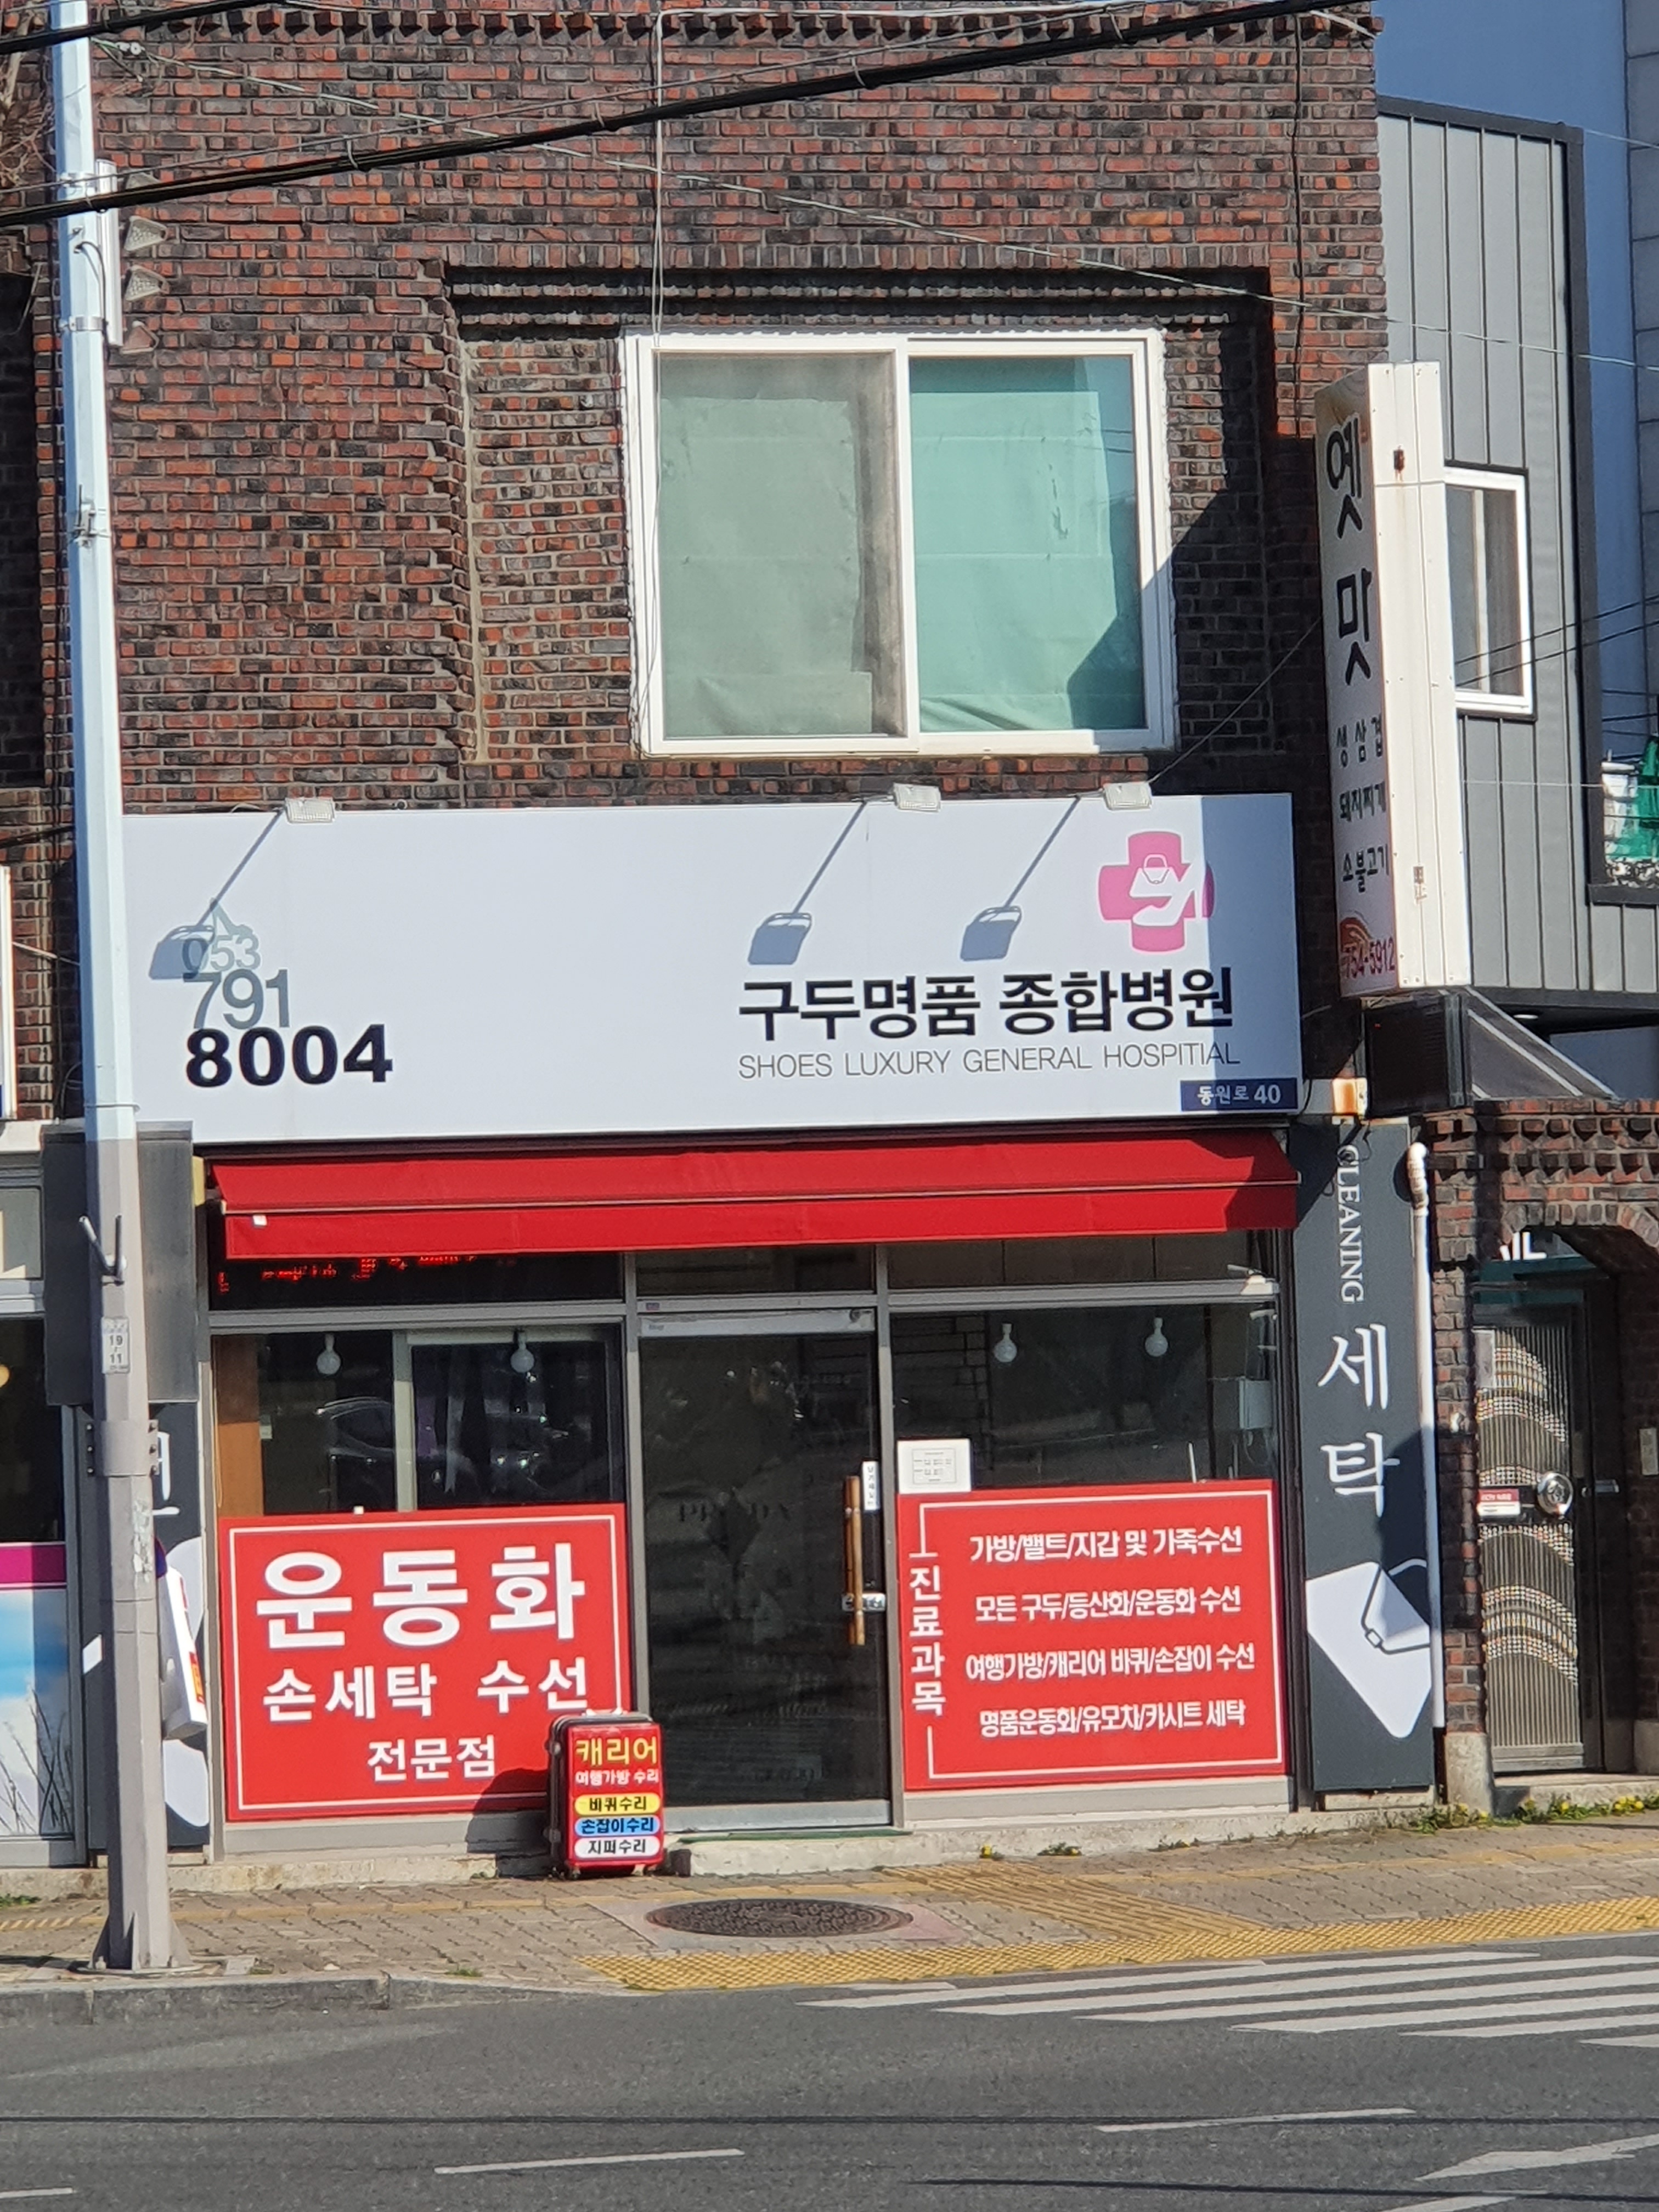 옛맛
생삼겹
돼지찌개
소불고기
754-5912
053
791
8004
구두명품 종합병원
SHOES LUXURY GENERAL HOSPITIAL
동원로 40
CLEANING
세탁
19
11
PRADA
운동화
손세탁 수선
전문점
진료과목
가방/밸트/지갑 및 가죽수선
모든 구두/등산화/운동화 수선
여행가방/캐리어 바퀴/손잡이 수선
명품운동화/유모차/카시트 세탁
캐리어
여행가방 수리
바퀴수리
손잡이수리
지퍼수리